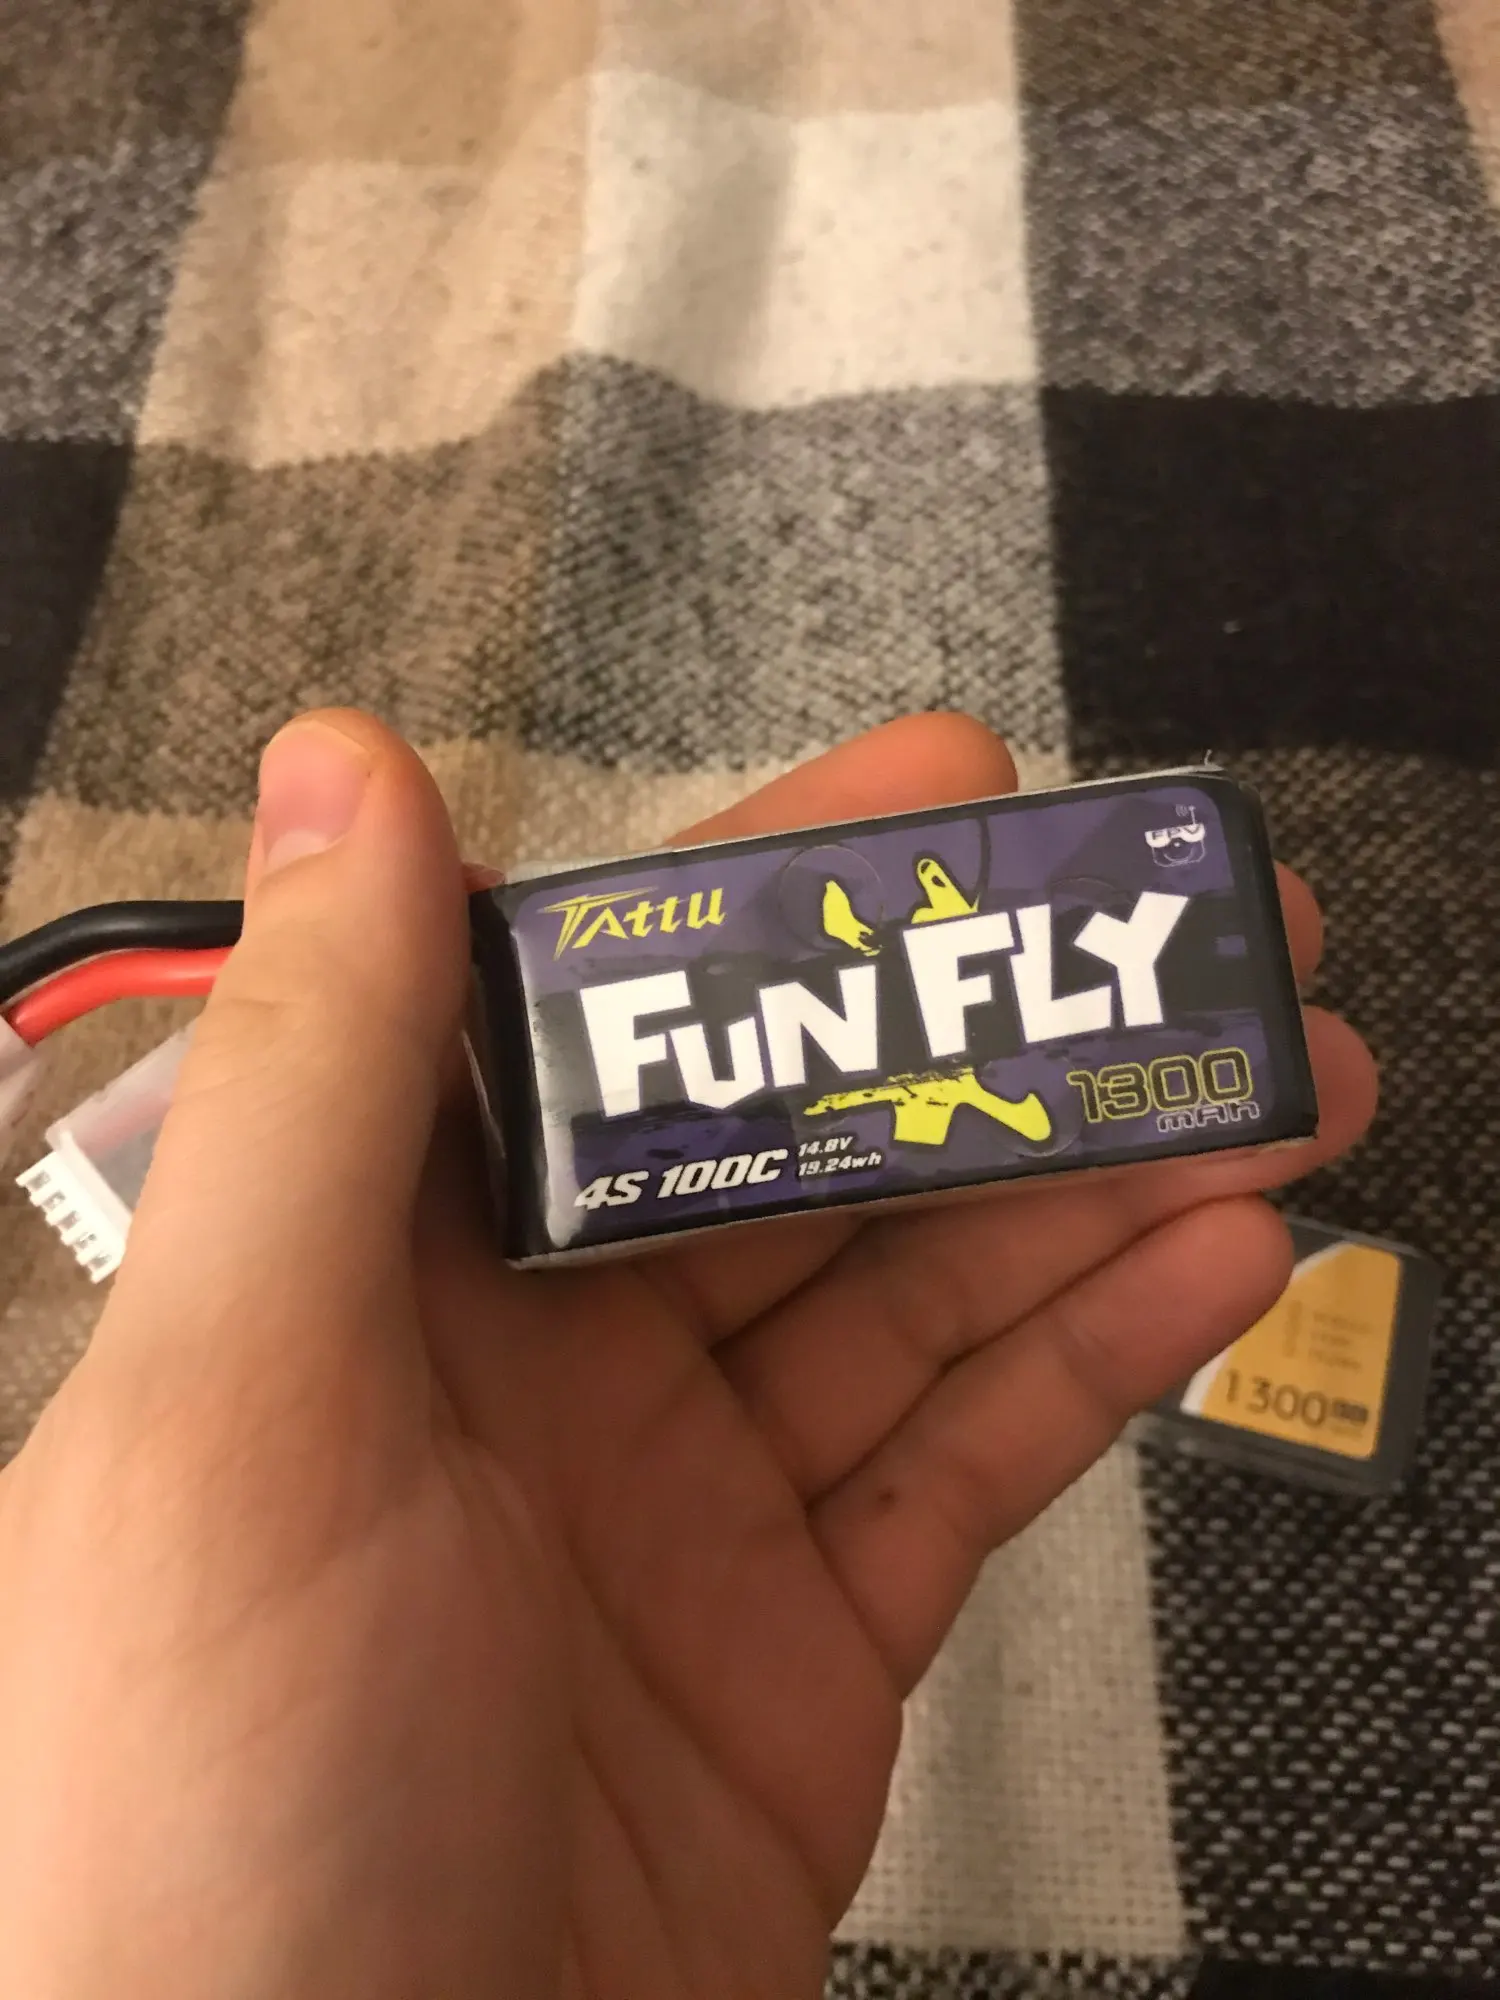 TATTU
FPV
FUN FLY
1300
mAh
4S 100C
14.8V
19.24wh
1300